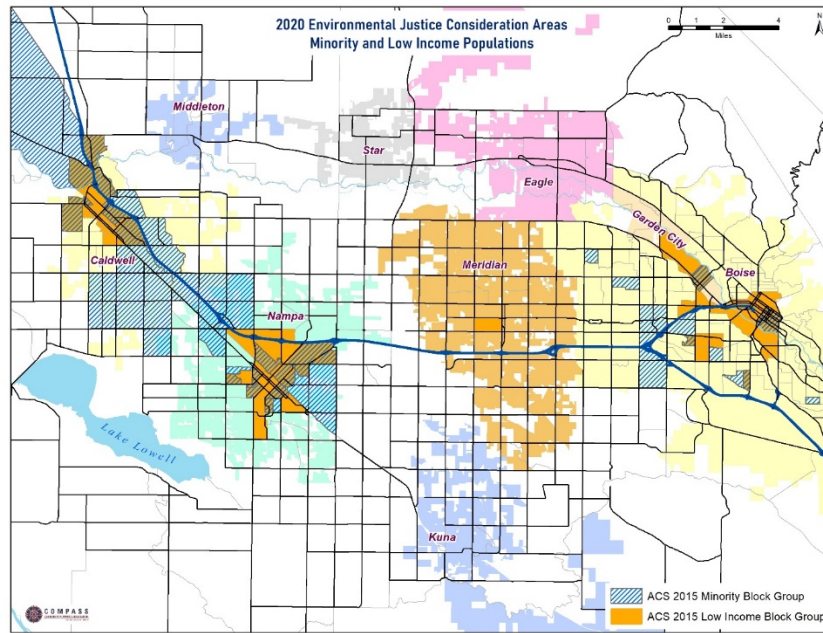 2020 Environmental Justice Consideration Areas
Minority and Low Income Populations
0 1 2 4
Miles
N
Middleton
Star
Eagle
Garden City
Boise
Caldwell
Meridian
Nampa
Lake Lowell
Kuna
ACS 2015 Minority Block Group
ACS 2015 Low Income Block Group
COMPASS